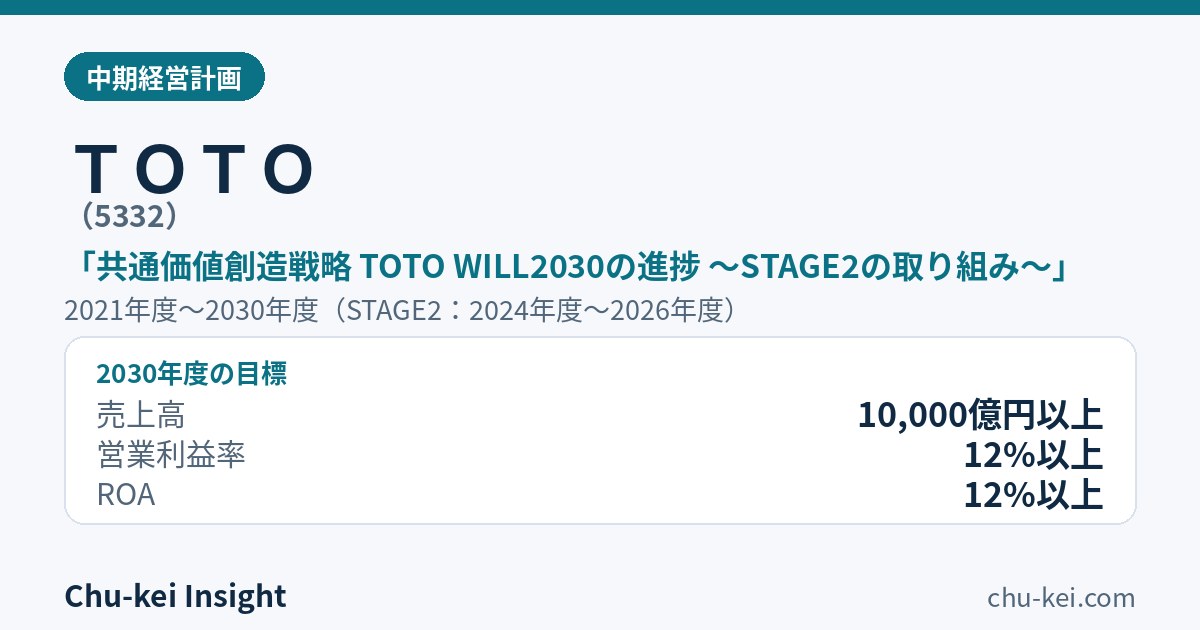 中期経営計画
ＴＯＴＯ
（5332）
「共通価値創造戦略 TOTO WILL2030の進捗 ～STAGE2の取り組み～」
2021年度～2030年度（STAGE2：2024年度～2026年度）
2030年度の目標
売上高 10,000億円以上
営業利益率 12%以上
ROA 12%以上
Chu-kei Insight chu-kei.com